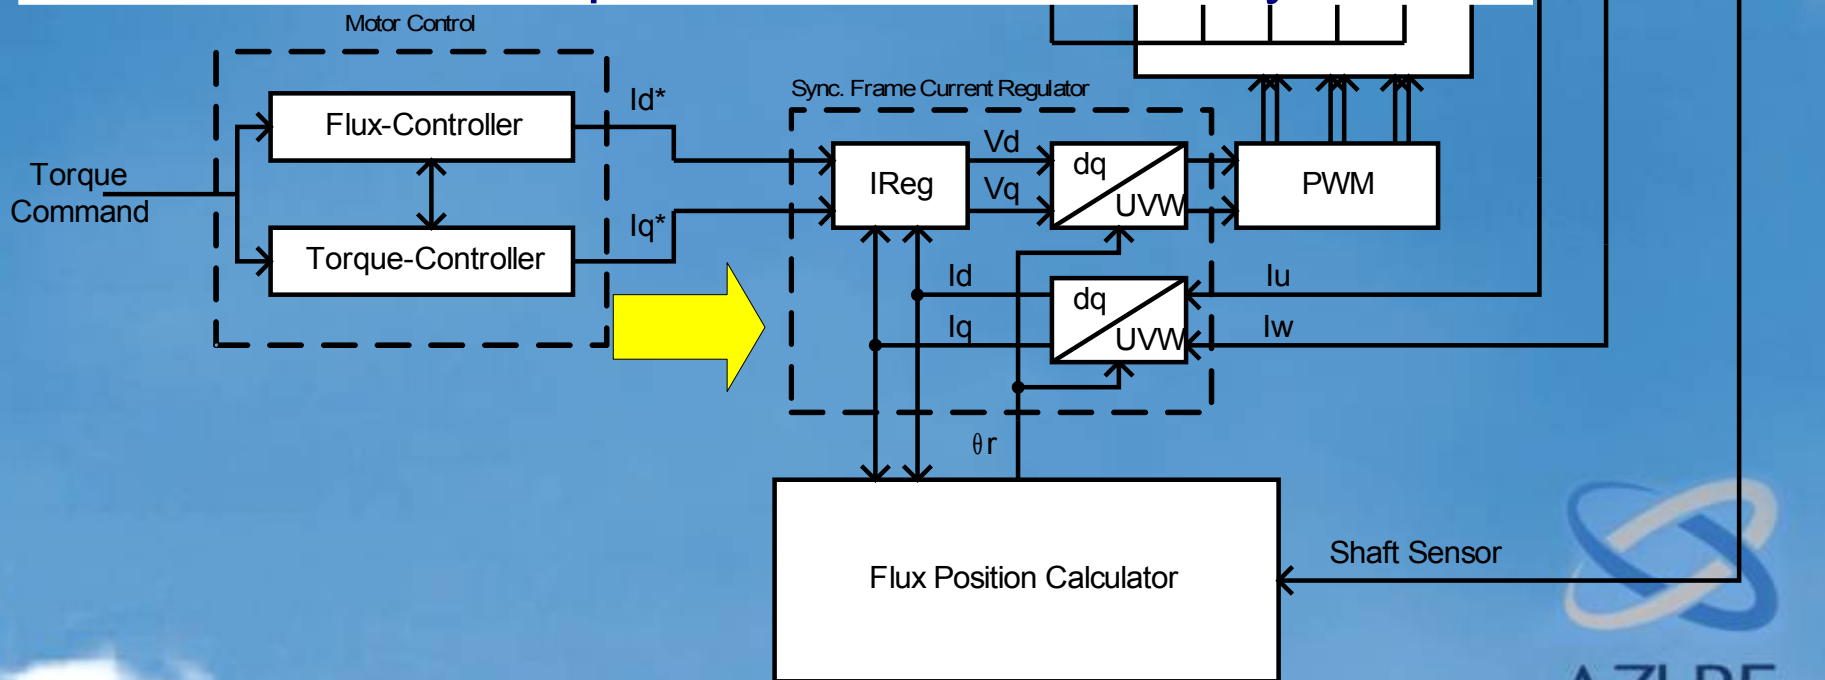 Motor Control
Id*
Sync. Frame Current Regulator
Flux-Controller
Vd
dq
Torque
Command
IReg
Vq
UVW
PWM
Iq*
Torque-Controller
Id
dq
Iu
Iq
UVW
Iw
θr
Shaft Sensor
Flux Position Calculator